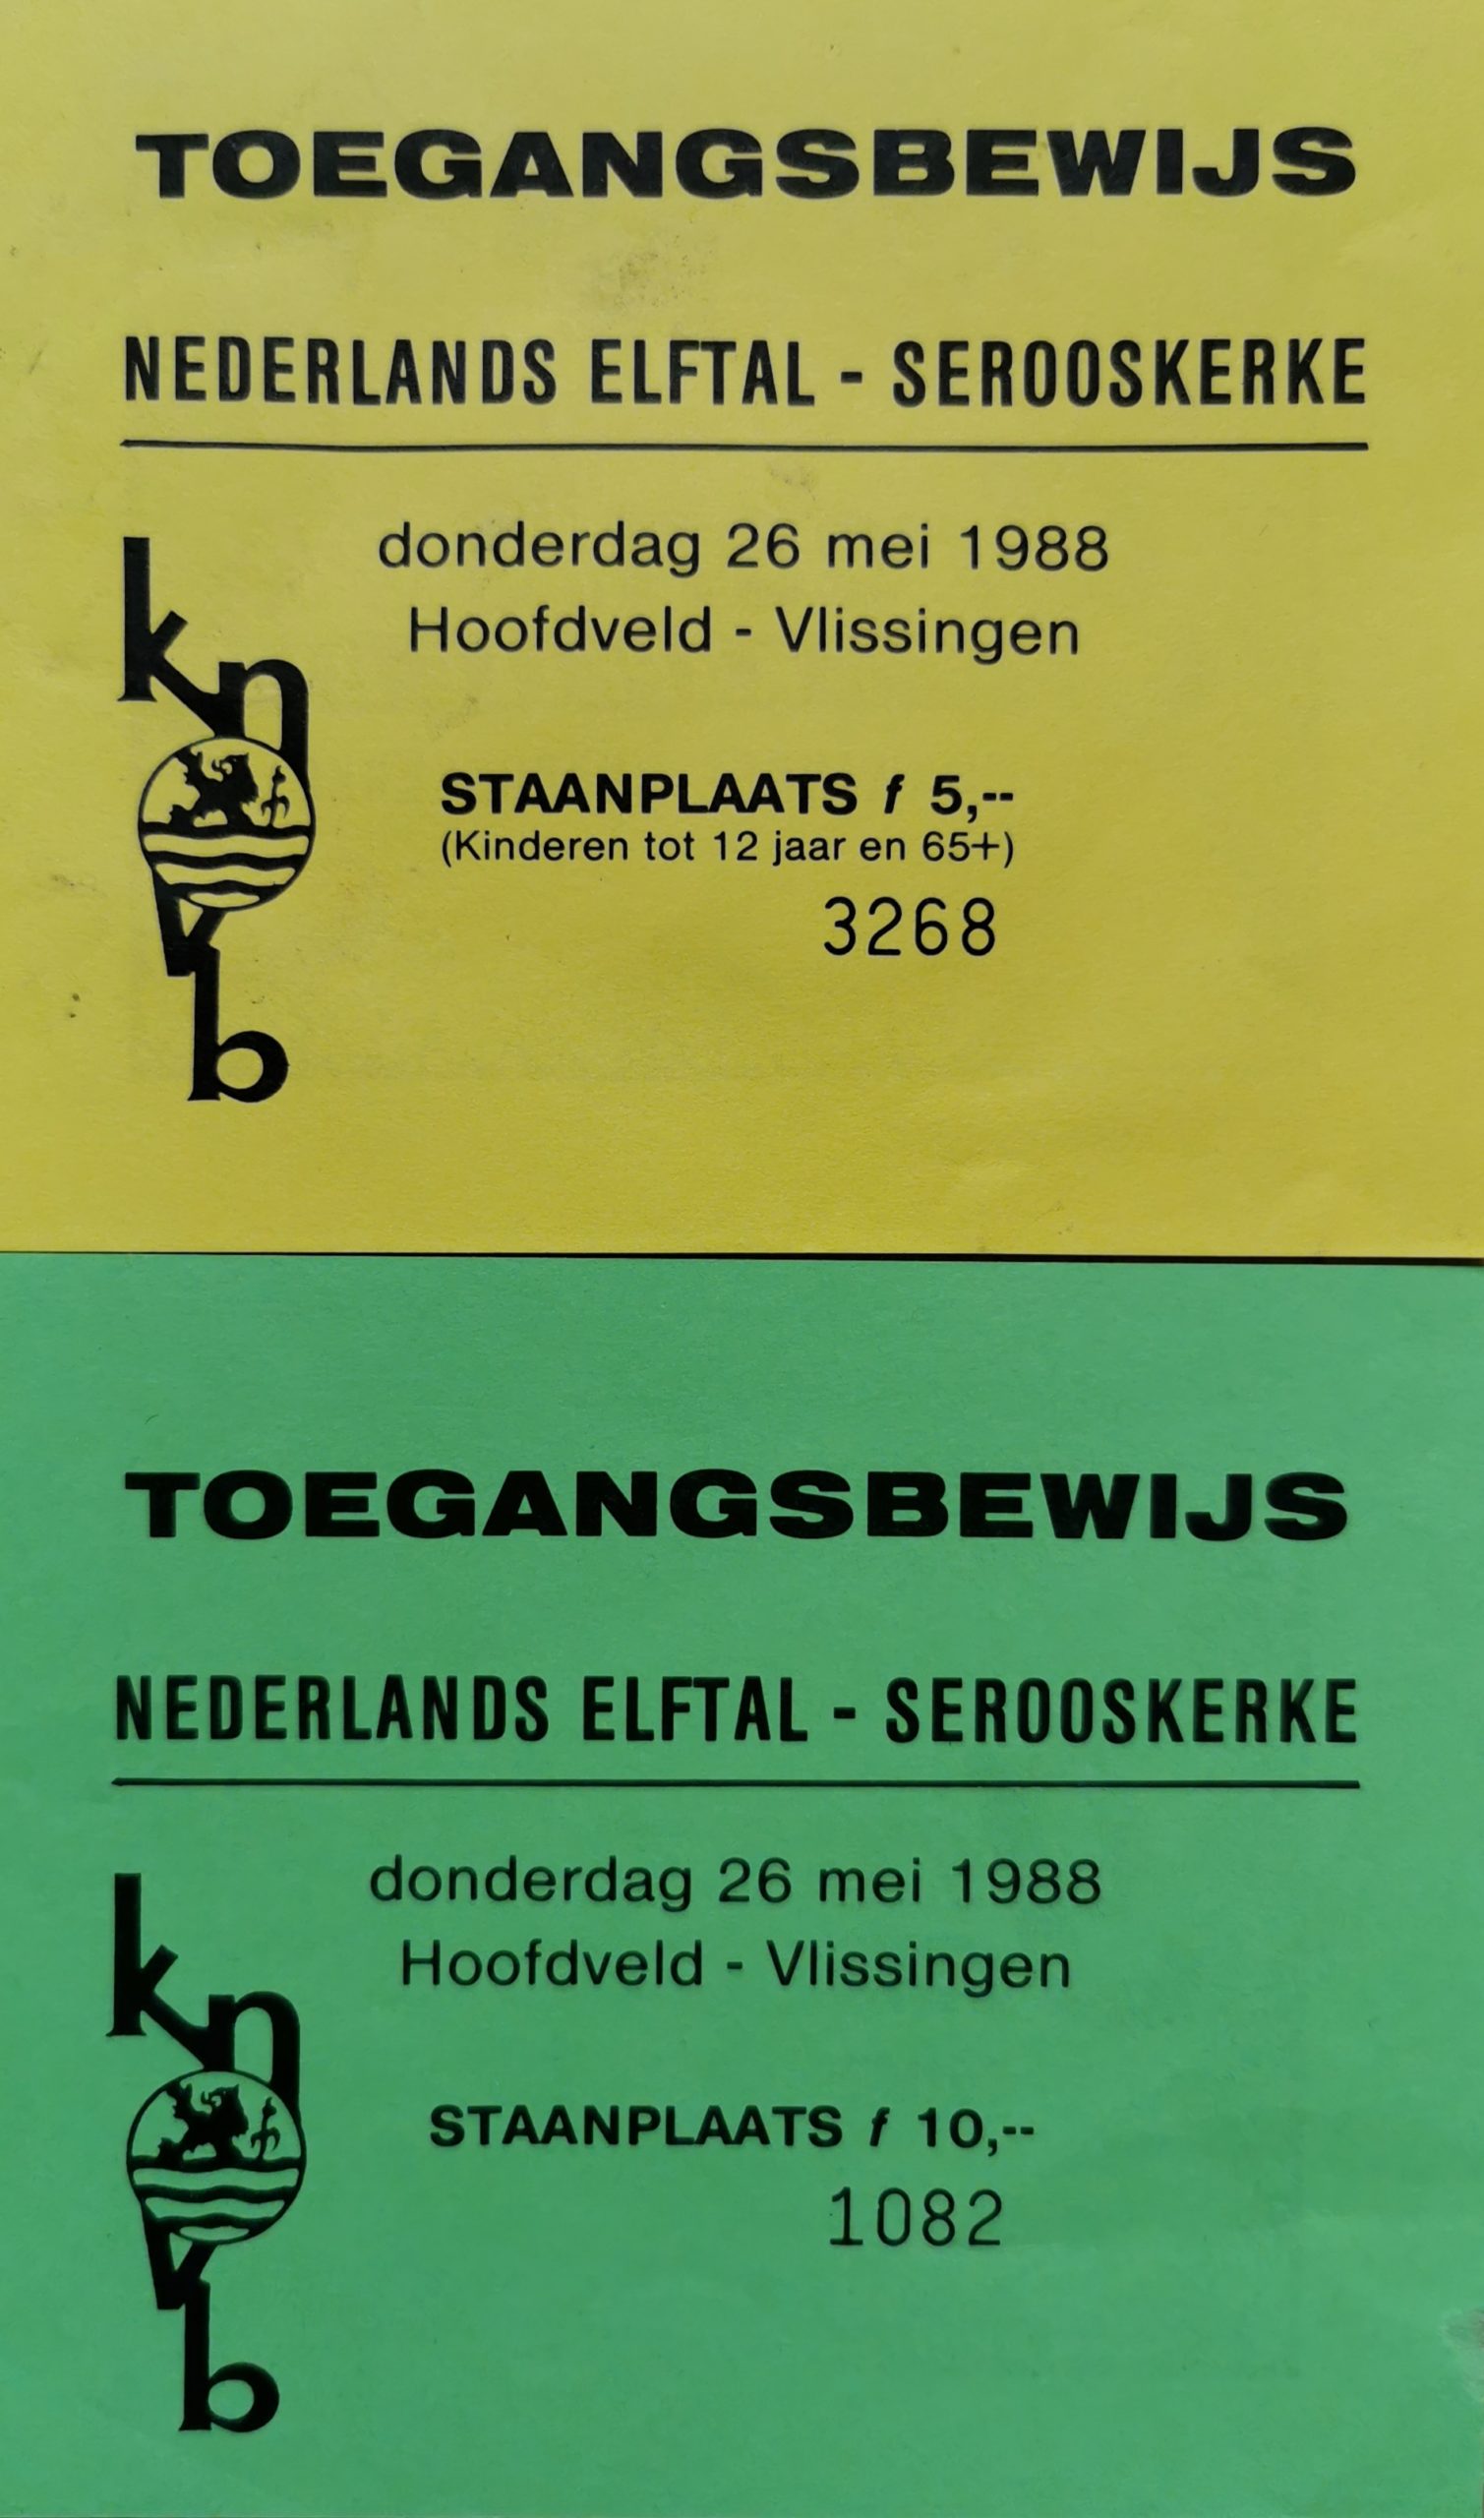 TOEGANGSBEWIJS
NEDERLANDS ELFTAL - SEROOSKERKE
donderdag 26 mei 1988
Hoofdveld - Vlissingen
STAANPLAATS f 5,--
(Kinderen tot 12 jaar en 65+)
3268
knvb
TOEGANGSBEWIJS
NEDERLANDS ELFTAL - SEROOSKERKE
donderdag 26 mei 1988
Hoofdveld - Vlissingen
STAANPLAATS f 10,--
1082
knvb